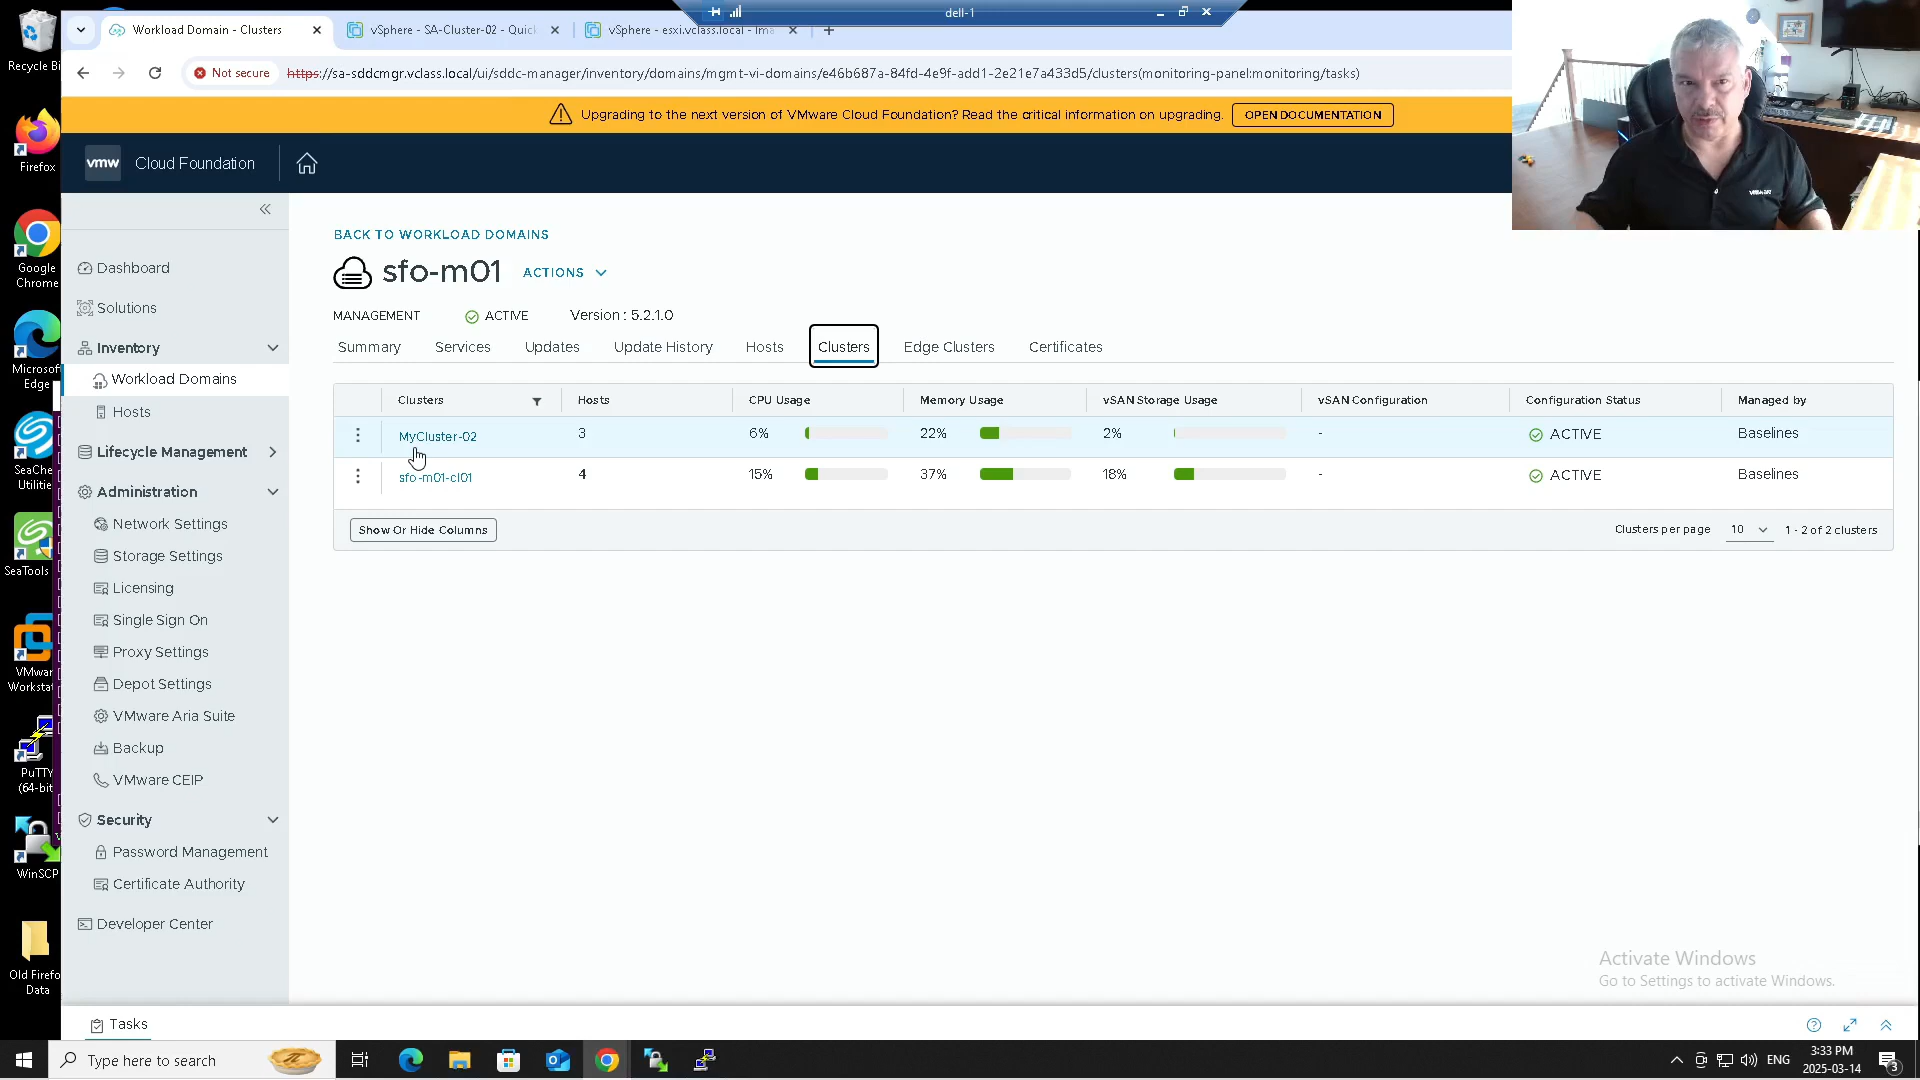 Recycle Bi
Firefox
Google
Chrome
Microsof
Edge
SeaChe
Utilitie
SeaTools
VMwar
Workstat
PuTTY
(64-bit
WinSCP
Old Firefo
Data
dell-1
Workload Domain - Clusters
vSphere - SA-Cluster-02 - Quick
vSphere - esxi.vclass.local - Ima
Not secure
https://sa-sddcmgr.vclass.local/ui/sddc-manager/inventory/domains/mgmt-vi-domains/e46b687a-84fd-4e9f-add1-2e21e7a433d5/clusters(monitoring-panel:monitoring/tasks)
Upgrading to the next version of VMware Cloud Foundation? Read the critical information on upgrading. OPEN DOCUMENTATION
vmw Cloud Foundation
Dashboard
Solutions
Inventory
Workload Domains
Hosts
Lifecycle Management
Administration
Network Settings
Storage Settings
Licensing
Single Sign On
Proxy Settings
Depot Settings
VMware Aria Suite
Backup
VMware CEIP
Security
Password Management
Certificate Authority
Developer Center
BACK TO WORKLOAD DOMAINS
sfo-m01 ACTIONS
MANAGEMENT ACTIVE Version : 5.2.1.0
Summary Services Updates Update History Hosts Clusters Edge Clusters Certificates
Clusters Hosts CPU Usage Memory Usage vSAN Storage Usage vSAN Configuration Configuration Status Managed by
MyCluster-02 3 6% 22% 2% - ACTIVE Baselines
sfo-m01-cl01 4 15% 37% 18% - ACTIVE Baselines
Show Or Hide Columns Clusters per page 10 1 - 2 of 2 clusters
Activate Windows
Go to Settings to activate Windows.
Tasks
Type here to search
ENG
3:33 PM
2025-03-14
3